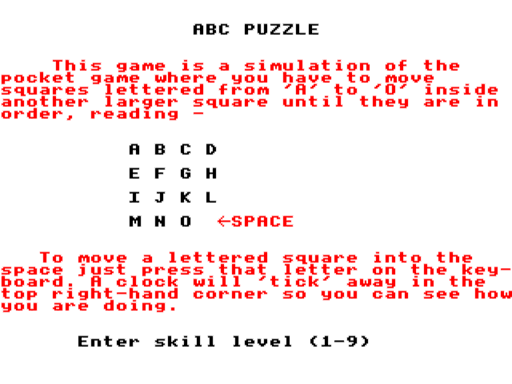 ABC PUZZLE
This game is a simulation of the
pocket game where you have to move
squares lettered from 'A' to 'O' inside
another larger square until they are in
order, reading -
A B C D
E F G H
I J K L
M N O ←SPACE
To move a lettered square into the
space just press that letter on the key-
board. A clock will 'tick' away in the
top right-hand corner so you can see how
you are doing.
Enter skill level (1-9)